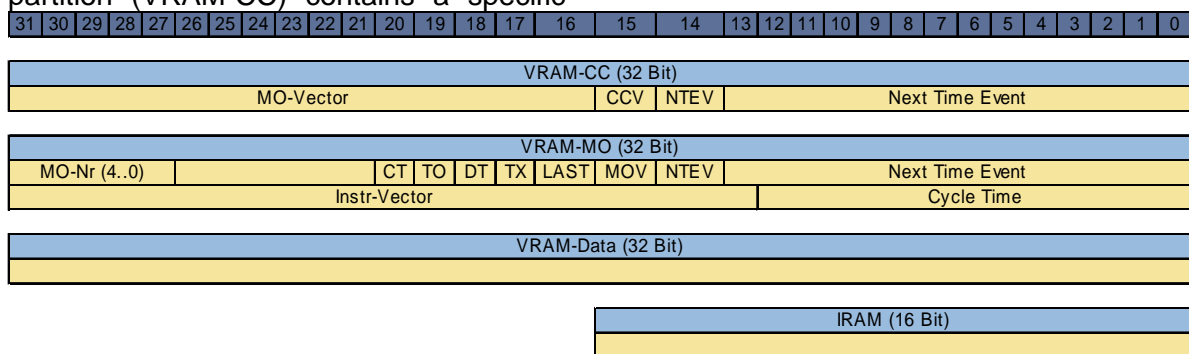 partition (VRAM-CC) contains a specific
31 30 29 28 27 26 25 24 23 22 21 20 19 18 17 16 15 14 13 12 11 10 9 8 7 6 5 4 3 2 1 0
VRAM-CC (32 Bit)
MO-Vector CCV NTEV Next Time Event
VRAM-MO (32 Bit)
MO-Nr (4..0) CT TO DT TX LAST MOV NTEV Next Time Event
Instr-Vector Cycle Time
VRAM-Data (32 Bit)
IRAM (16 Bit)